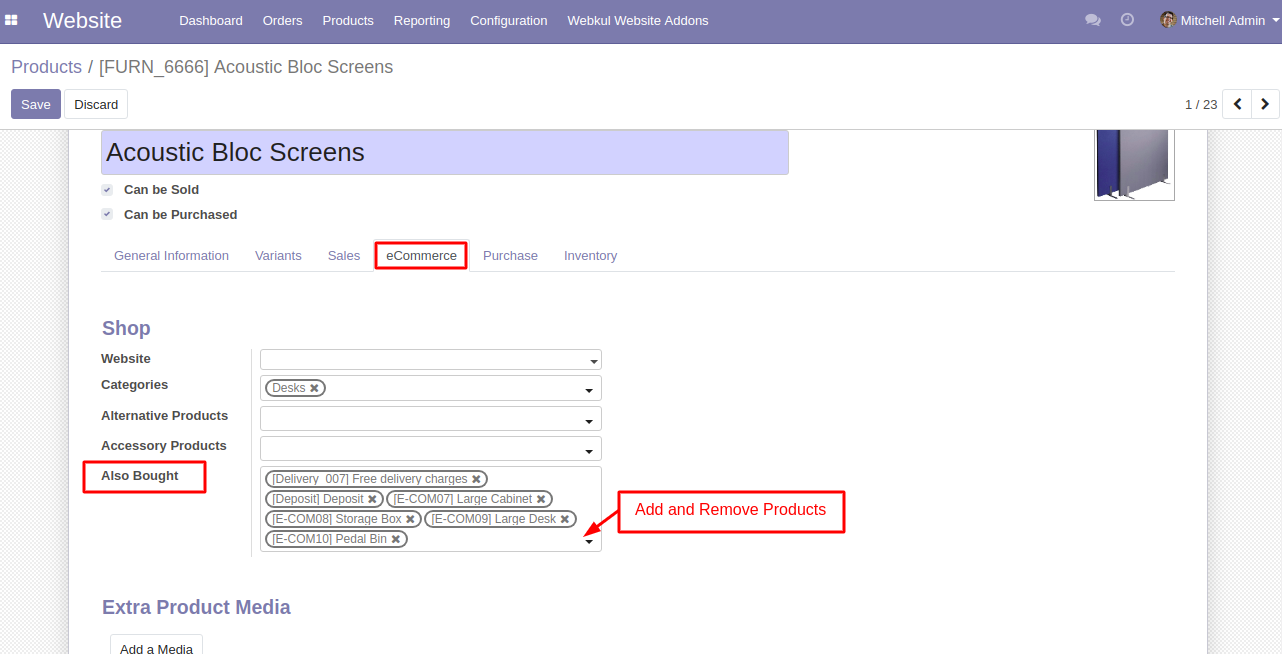 Website Dashboard Orders Products Reporting Configuration Webkul Website Addons Mitchell Admin
Products / [FURN_6666] Acoustic Bloc Screens
Save Discard 1 / 23
Acoustic Bloc Screens
Can be Sold
Can be Purchased
General Information Variants Sales eCommerce Purchase Inventory
Shop
Website
Categories Desks
Alternative Products
Accessory Products
Also Bought [Delivery_007] Free delivery charges
[Deposit] Deposit [E-COM07] Large Cabinet
[E-COM08] Storage Box [E-COM09] Large Desk
[E-COM10] Pedal Bin
Add and Remove Products
Extra Product Media
Add a Media